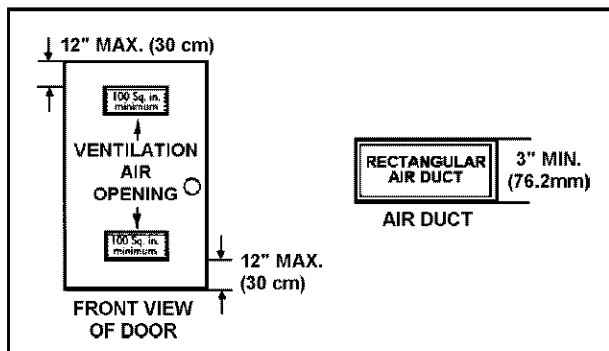 12" MAX. (30 cm)
100 Sq. in.
minimum
VENTILATION
AIR
OPENING
100 Sq. in.
minimum
12" MAX.
(30 cm)
FRONT VIEW
OF DOOR
RECTANGULAR
AIR DUCT
3" MIN.
(76.2mm)
AIR DUCT